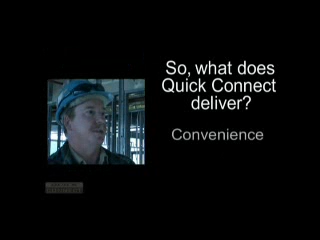 So, what does
Quick Connect
deliver?
Convenience